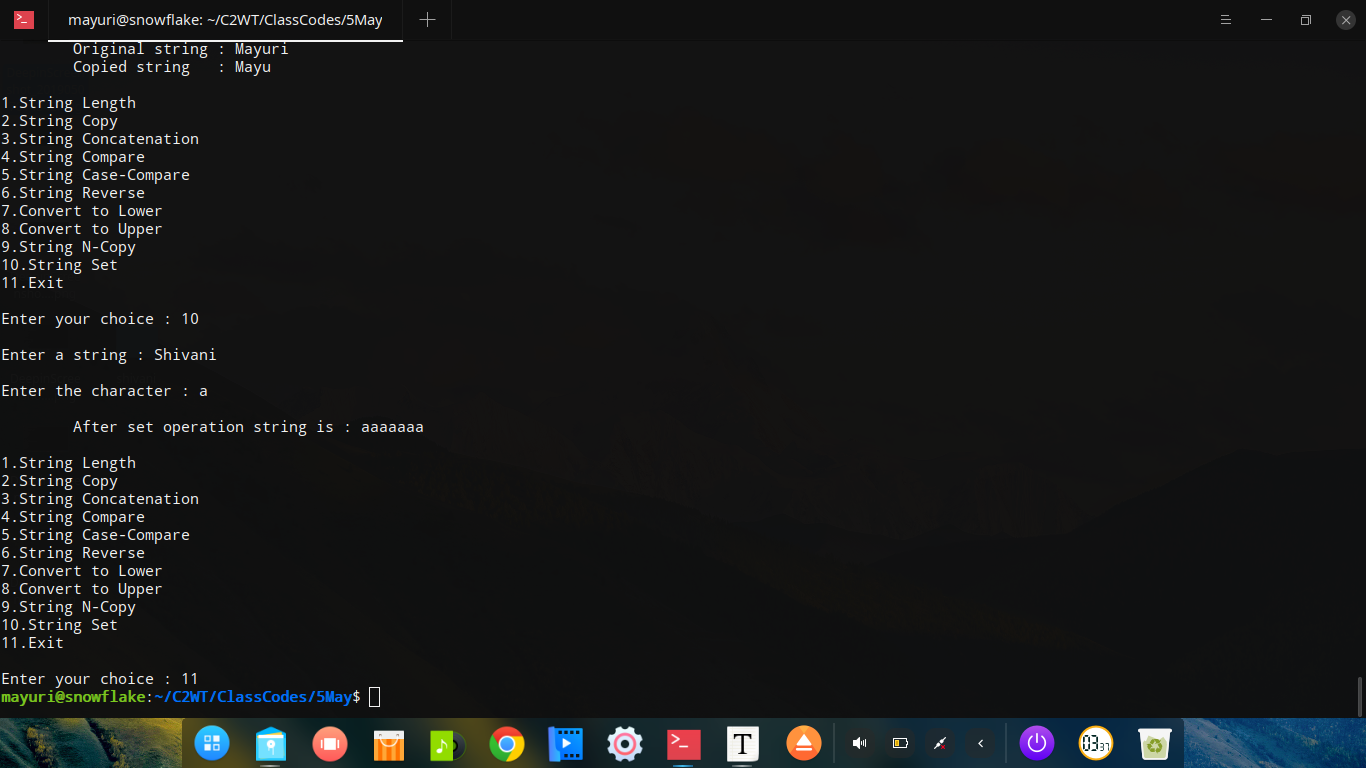 mayuri@snowflake: ~/C2WT/ClassCodes/5May
Original string : Mayuri
Copied string   : Mayu
1.String Length
2.String Copy
3.String Concatenation
4.String Compare
5.String Case-Compare
6.String Reverse
7.Convert to Lower
8.Convert to Upper
9.String N-Copy
10.String Set
11.Exit
Enter your choice : 10
Enter a string : Shivani
Enter the character : a
After set operation string is : aaaaaaa
1.String Length
2.String Copy
3.String Concatenation
4.String Compare
5.String Case-Compare
6.String Reverse
7.Convert to Lower
8.Convert to Upper
9.String N-Copy
10.String Set
11.Exit
Enter your choice : 11
mayuri@snowflake:~/C2WT/ClassCodes/5May$
T
03 37